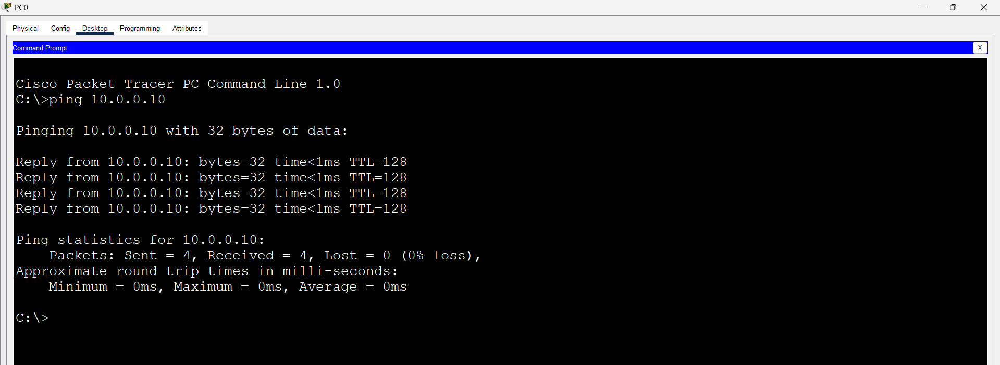 PC0
Physical Config Desktop Programming Attributes
Command Prompt X
Cisco Packet Tracer PC Command Line 1.0
C:\>ping 10.0.0.10
Pinging 10.0.0.10 with 32 bytes of data:
Reply from 10.0.0.10: bytes=32 time<1ms TTL=128
Reply from 10.0.0.10: bytes=32 time<1ms TTL=128
Reply from 10.0.0.10: bytes=32 time<1ms TTL=128
Reply from 10.0.0.10: bytes=32 time<1ms TTL=128
Ping statistics for 10.0.0.10:
    Packets: Sent = 4, Received = 4, Lost = 0 (0% loss),
Approximate round trip times in milli-seconds:
    Minimum = 0ms, Maximum = 0ms, Average = 0ms
C:\>